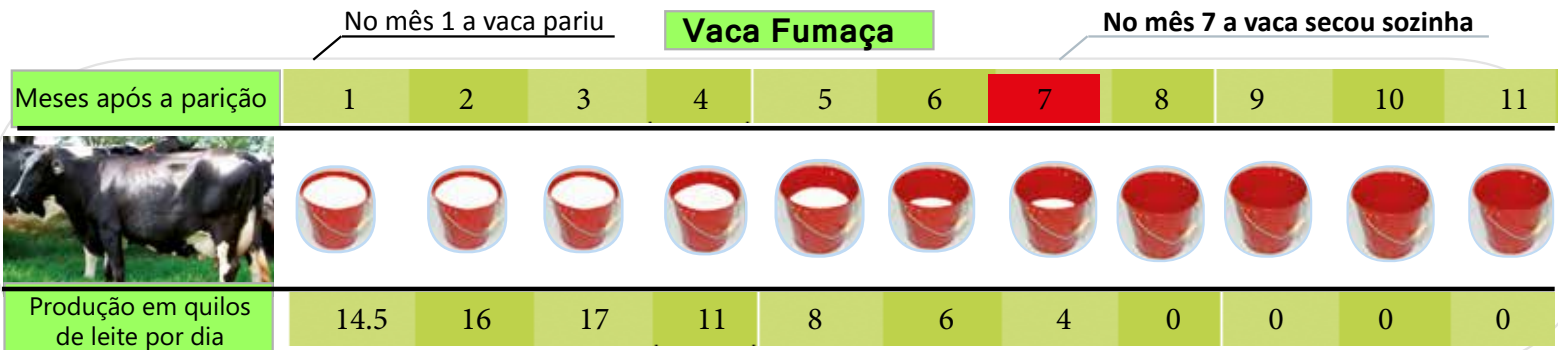 No mês 1 a vaca pariu
Vaca Fumaça
No mês 7 a vaca secou sozinha
Meses após a parição 1 2 3 4 5 6 7 8 9 10 11
Produção em quilos
de leite por dia
14.5 16 17 11 8 6 4 0 0 0 0